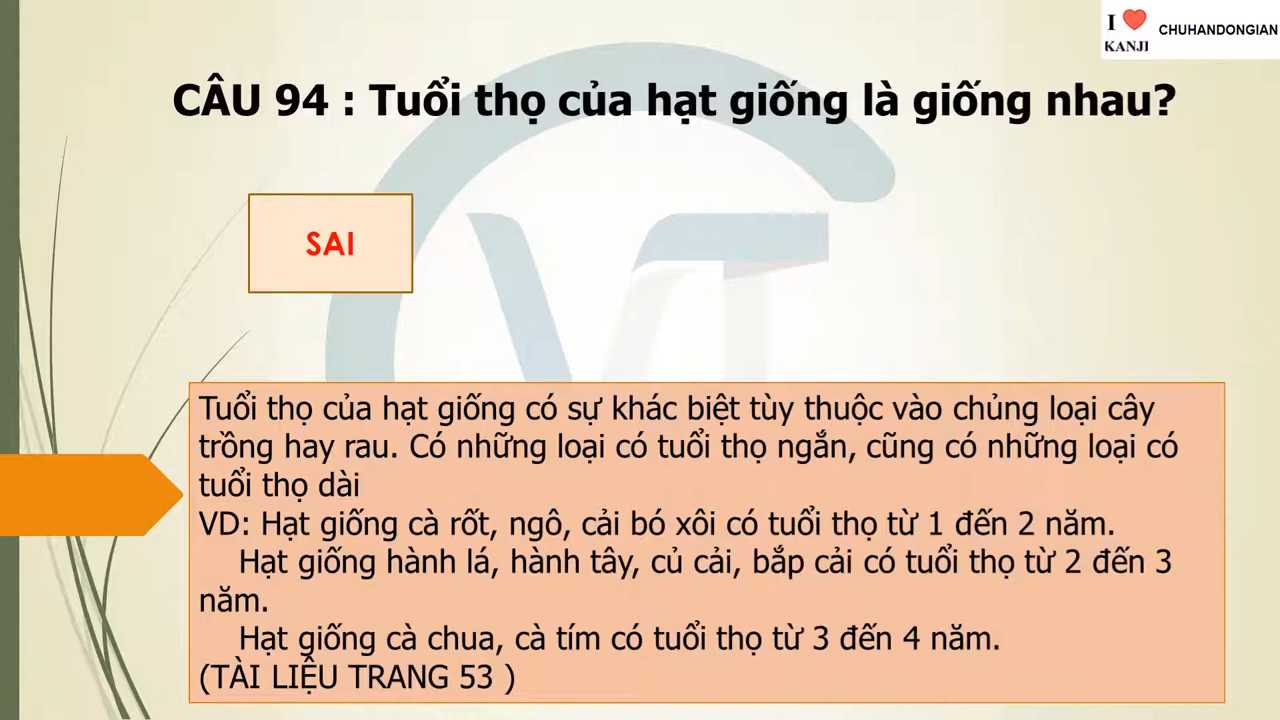 I ❤ KANJI
CHUHANDONGIAN
CÂU 94 : Tuổi thọ của hạt giống là giống nhau?
SAI
Tuổi thọ của hạt giống có sự khác biệt tùy thuộc vào chủng loại cây
trồng hay rau. Có những loại có tuổi thọ ngắn, cũng có những loại có
tuổi thọ dài
VD: Hạt giống cà rốt, ngô, cải bó xôi có tuổi thọ từ 1 đến 2 năm.
Hạt giống hành lá, hành tây, củ cải, bắp cải có tuổi thọ từ 2 đến 3
năm.
Hạt giống cà chua, cà tím có tuổi thọ từ 3 đến 4 năm.
(TÀI LIỆU TRANG 53 )